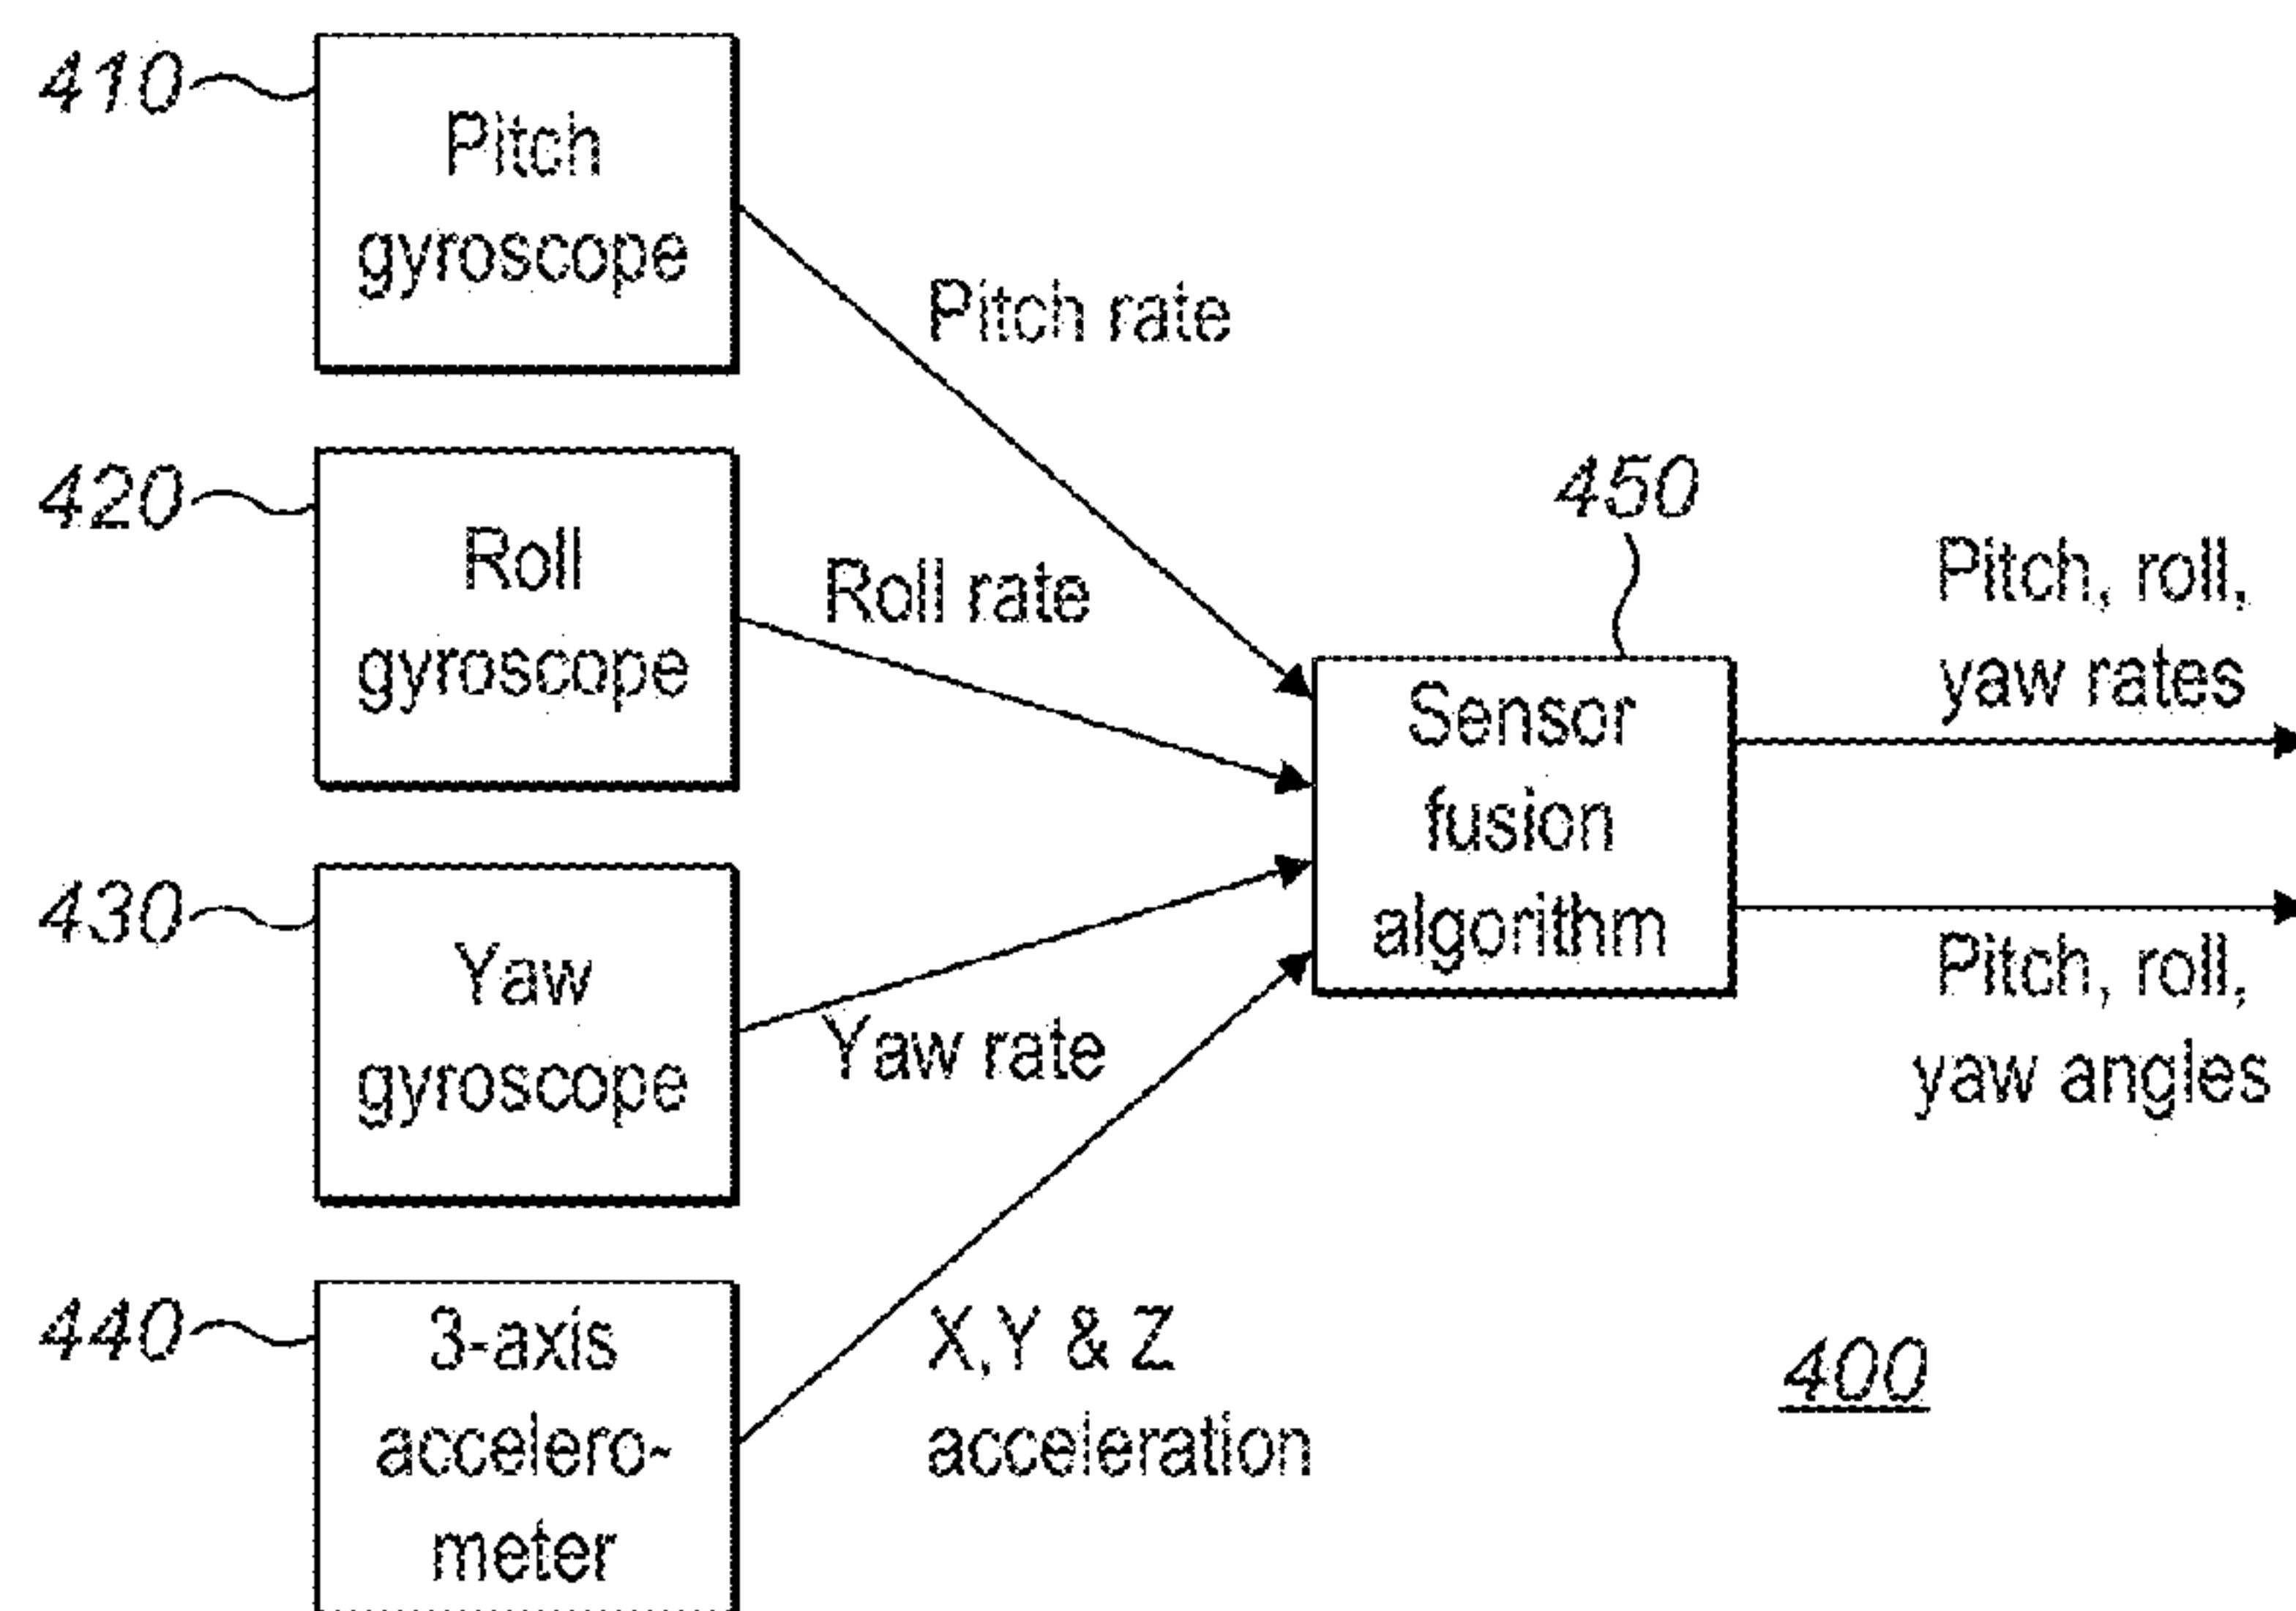 410
Pitch
gyroscope
Pitch rate
420
Roll
gyroscope
Roll rate
450
Pitch, roll,
yaw rates
Sensor
fusion
algorithm
430
Yaw
gyroscope
Yaw rate
Pitch, roll,
yaw angles
440
3-axis
accelero-
meter
X,Y & Z
acceleration
400